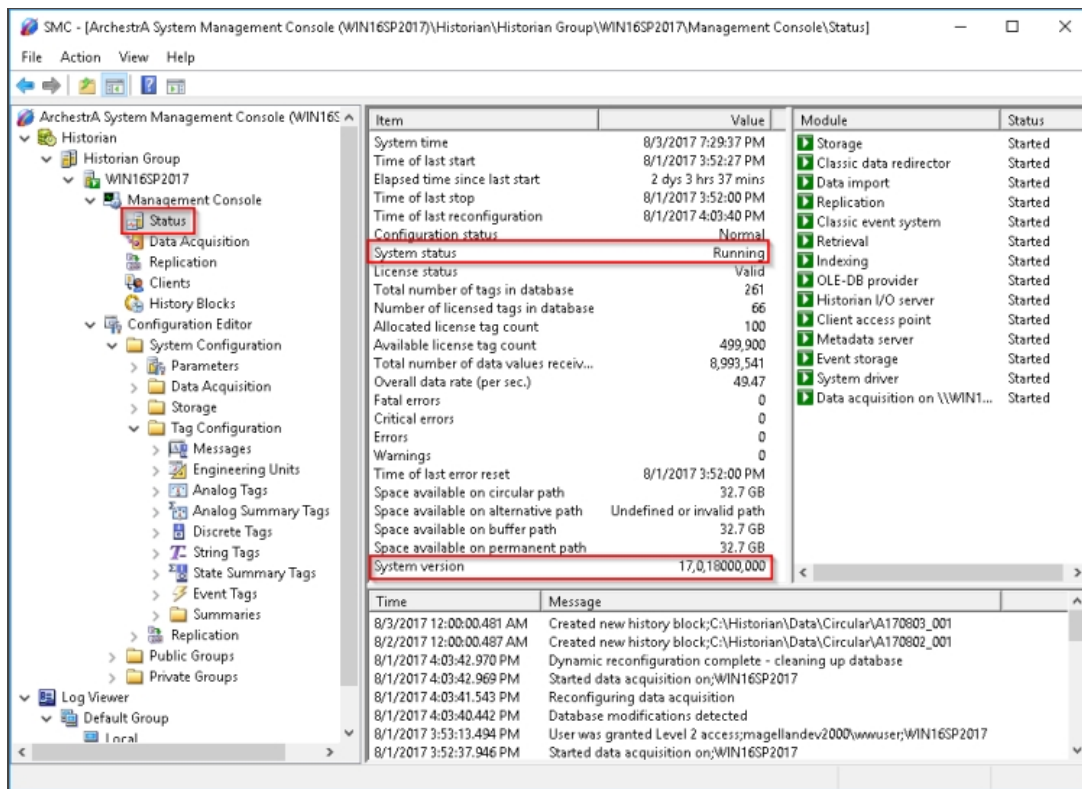 SMC - [ArchestrA System Management Console (WIN16SP2017)\Historian\Historian Group\WIN16SP2017\Management Console\Status]
File Action View Help
ArchestrA System Management Console (WIN16S
Historian
Historian Group
WIN16SP2017
Management Console
Status
Data Acquisition
Replication
Clients
History Blocks
Configuration Editor
System Configuration
Parameters
Data Acquisition
Storage
Tag Configuration
Messages
Engineering Units
Analog Tags
Analog Summary Tags
Discrete Tags
String Tags
State Summary Tags
Event Tags
Summaries
Replication
Public Groups
Private Groups
Log Viewer
Default Group
Local
Item Value
System time 8/3/2017 7:29:37 PM
Time of last start 8/1/2017 3:52:27 PM
Elapsed time since last start 2 dys 3 hrs 37 mins
Time of last stop 8/1/2017 3:52:00 PM
Time of last reconfiguration 8/1/2017 4:03:40 PM
Configuration status Normal
System status Running
License status Valid
Total number of tags in database 261
Number of licensed tags in database 66
Allocated license tag count 100
Available license tag count 499,900
Total number of data values receiv... 8,993,541
Overall data rate (per sec.) 49.47
Fatal errors 0
Critical errors 0
Errors 0
Warnings 0
Time of last error reset 8/1/2017 3:52:00 PM
Space available on circular path 32.7 GB
Space available on alternative path Undefined or invalid path
Space available on buffer path 32.7 GB
Space available on permanent path 32.7 GB
System version 17,0,18000,000
Module Status
Storage Started
Classic data redirector Started
Data import Started
Replication Started
Classic event system Started
Retrieval Started
Indexing Started
OLE-DB provider Started
Historian I/O server Started
Client access point Started
Metadata server Started
Event storage Started
System driver Started
Data acquisition on \\WIN1... Started
Time Message
8/3/2017 12:00:00.481 AM Created new history block;C:\Historian\Data\Circular\A170803_001
8/2/2017 12:00:00.487 AM Created new history block;C:\Historian\Data\Circular\A170802_001
8/1/2017 4:03:42.970 PM Dynamic reconfiguration complete - cleaning up database
8/1/2017 4:03:42.969 PM Started data acquisition on;WIN16SP2017
8/1/2017 4:03:41.543 PM Reconfiguring data acquisition
8/1/2017 4:03:40.442 PM Database modifications detected
8/1/2017 3:53:13.494 PM User was granted Level 2 access;magellandev2000\wwuser;WIN16SP2017
8/1/2017 3:52:37.946 PM Started data acquisition on;WIN16SP2017